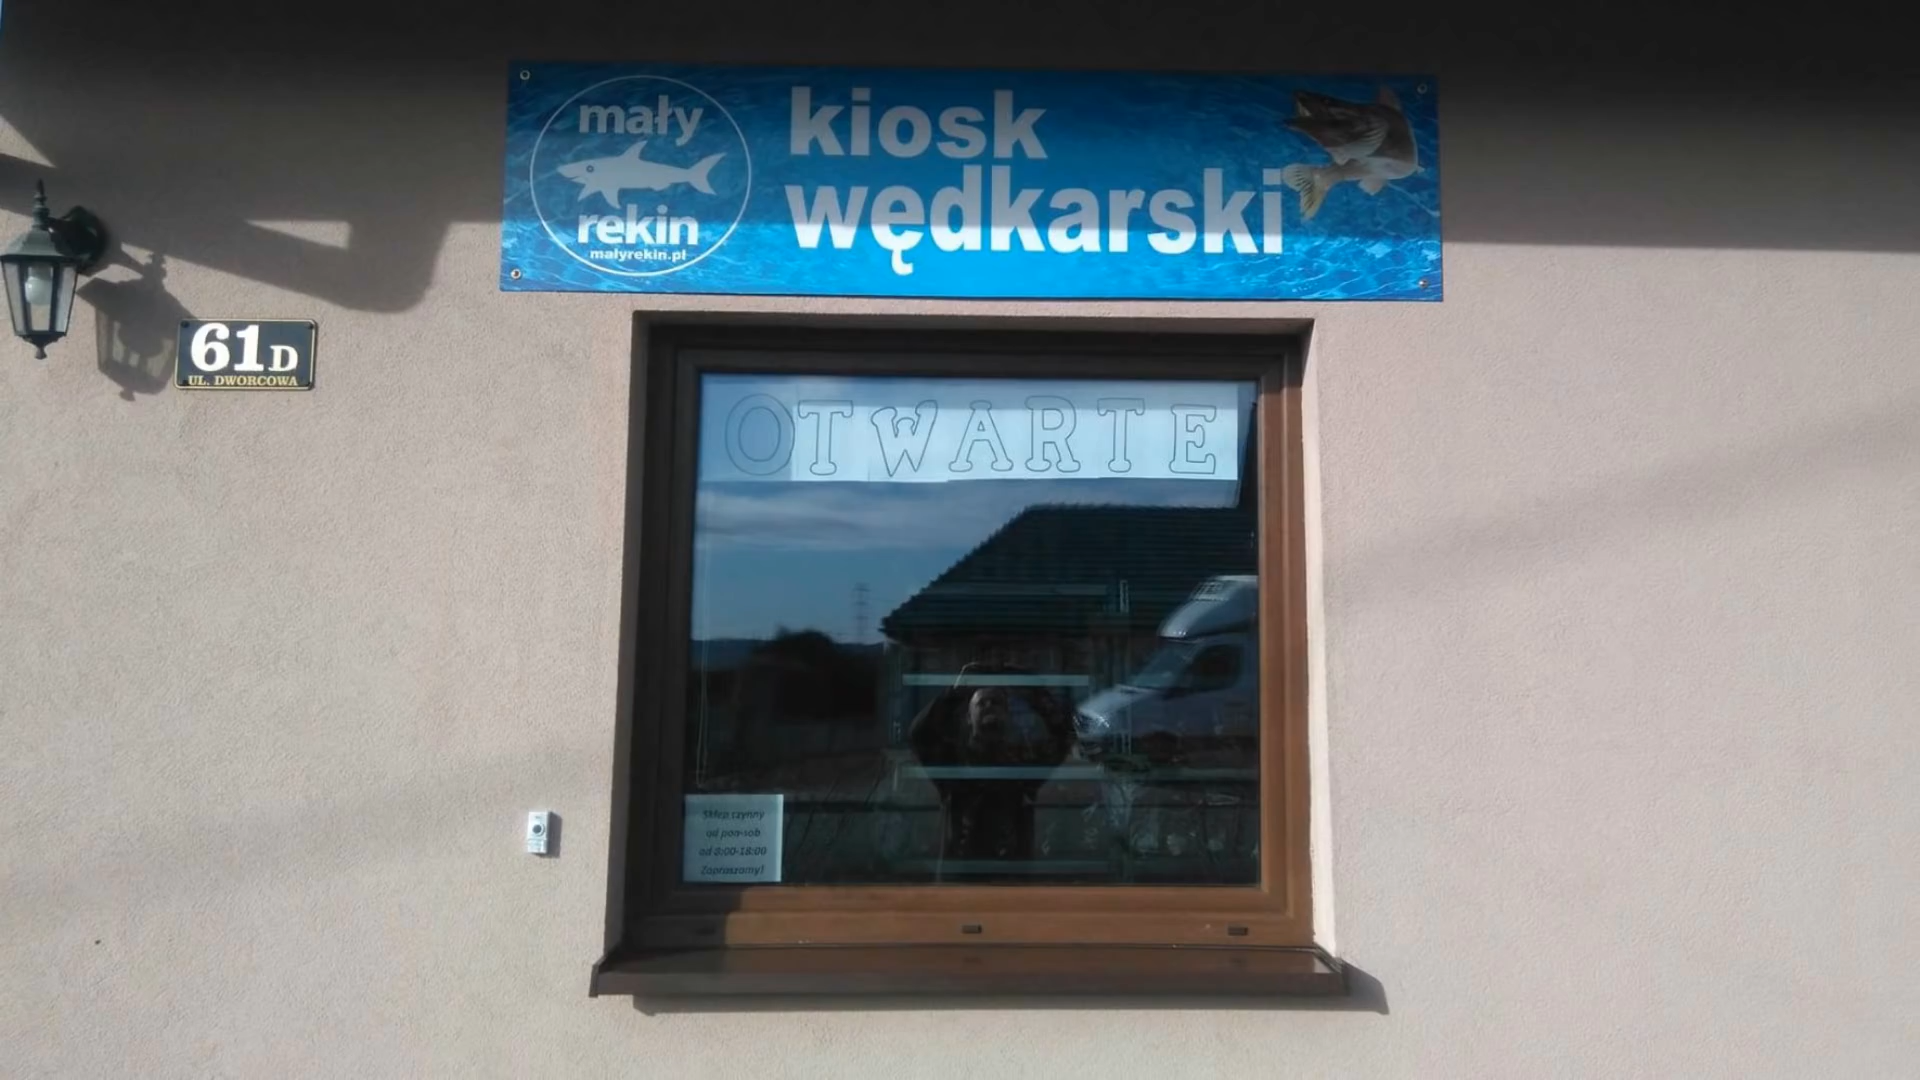 mały
rekin
malyrekin.pl
kiosk
wędkarski
61D
UL. DWORCOWA
OTWARTE
Sklep czynny
od pon-sob
od 8:00-18:00
Zapraszamy!